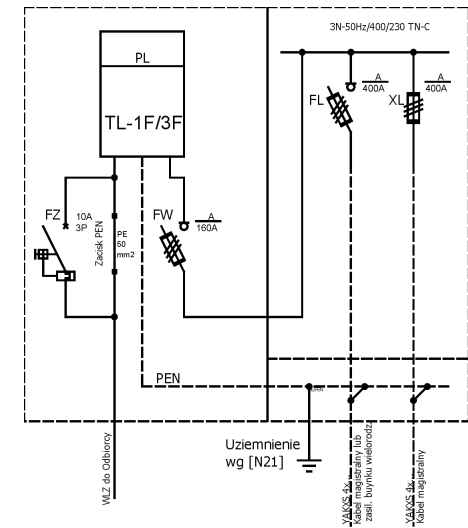 3N-50Hz/400/230 TN-C
PL
TL-1F/3F
A
400A
FL
A
400A
XL
FZ
10A
3P
Zacisk PEN
PE
50
mm2
FW
A
160A
PEN
WLZ do Odbiorcy
Uziemnienie
wg [N21]
YAKXS 4x
Kabel magistralny lub
zasil. buynku wielorodz.
YAKXS 4x
Kabel magistralny